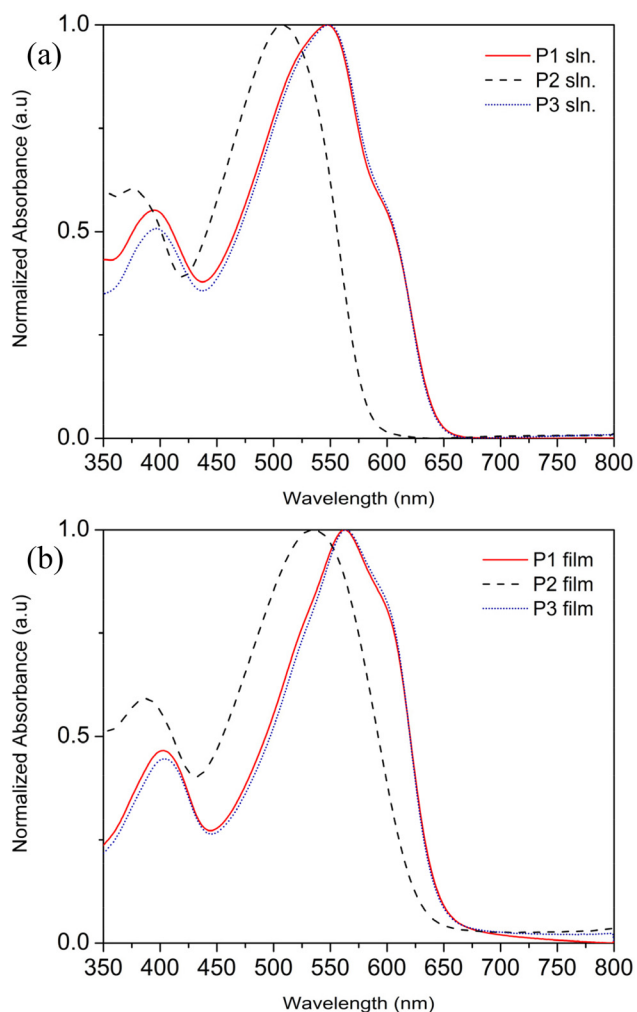 (a)
Normalized Absorbance (a.u)
1.0
0.5
0.0
P1 sln.
P2 sln.
P3 sln.
350 400 450 500 550 600 650 700 750 800
Wavelength (nm)
(b)
Normalized Absorbance (a.u)
1.0
0.5
0.0
P1 film
P2 film
P3 film
350 400 450 500 550 600 650 700 750 800
Wavelength (nm)